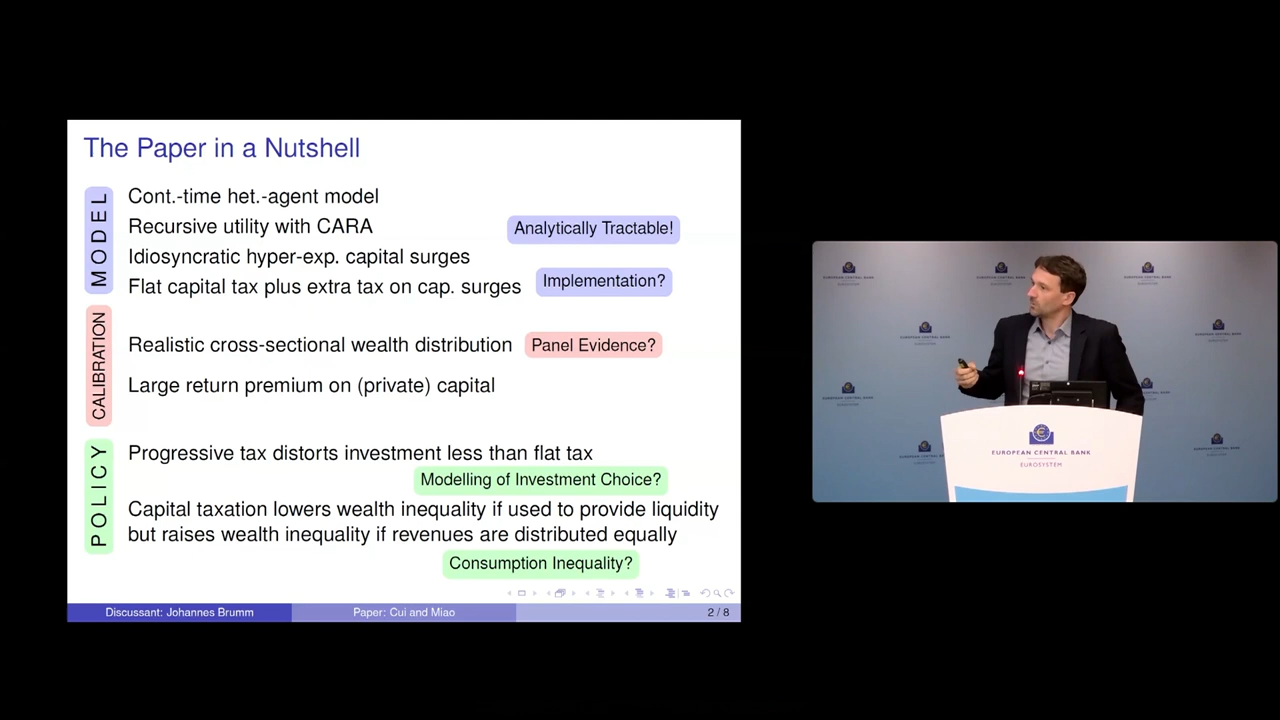 The Paper in a Nutshell
MODEL
Cont.-time het.-agent model
Recursive utility with CARA
Analytically Tractable!
Idiosyncratic hyper-exp. capital surges
Flat capital tax plus extra tax on cap. surges
Implementation?
CALIBRATION
Realistic cross-sectional wealth distribution
Panel Evidence?
Large return premium on (private) capital
POLICY
Progressive tax distorts investment less than flat tax
Modelling of Investment Choice?
Capital taxation lowers wealth inequality if used to provide liquidity
but raises wealth inequality if revenues are distributed equally
Consumption Inequality?
Discussant: Johannes Brumm
Paper: Cui and Miao
2 / 8
EUROPEAN CENTRAL BANK
EUROSYSTEM